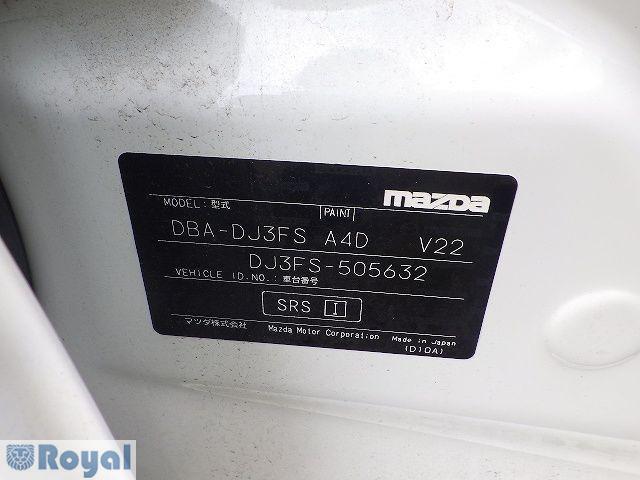 mazda
MODEL:型式 PAINT
DBA-DJ3FS A4D V22
DJ3FS-505632
VEHICLE ID.NO.:車台番号
SRS I
マツダ株式会社 Mazda Motor Corporation Made in Japan
(D10A)
Royal